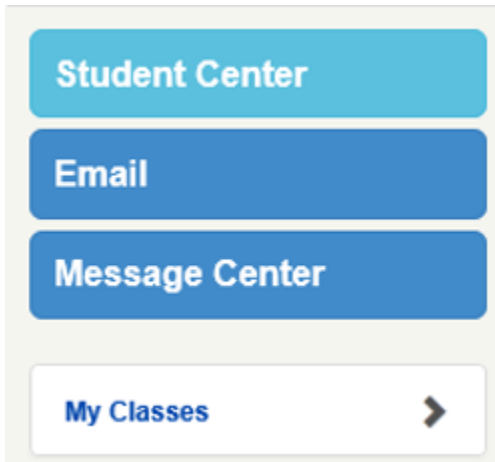 Student Center
Email
Message Center
My Classes